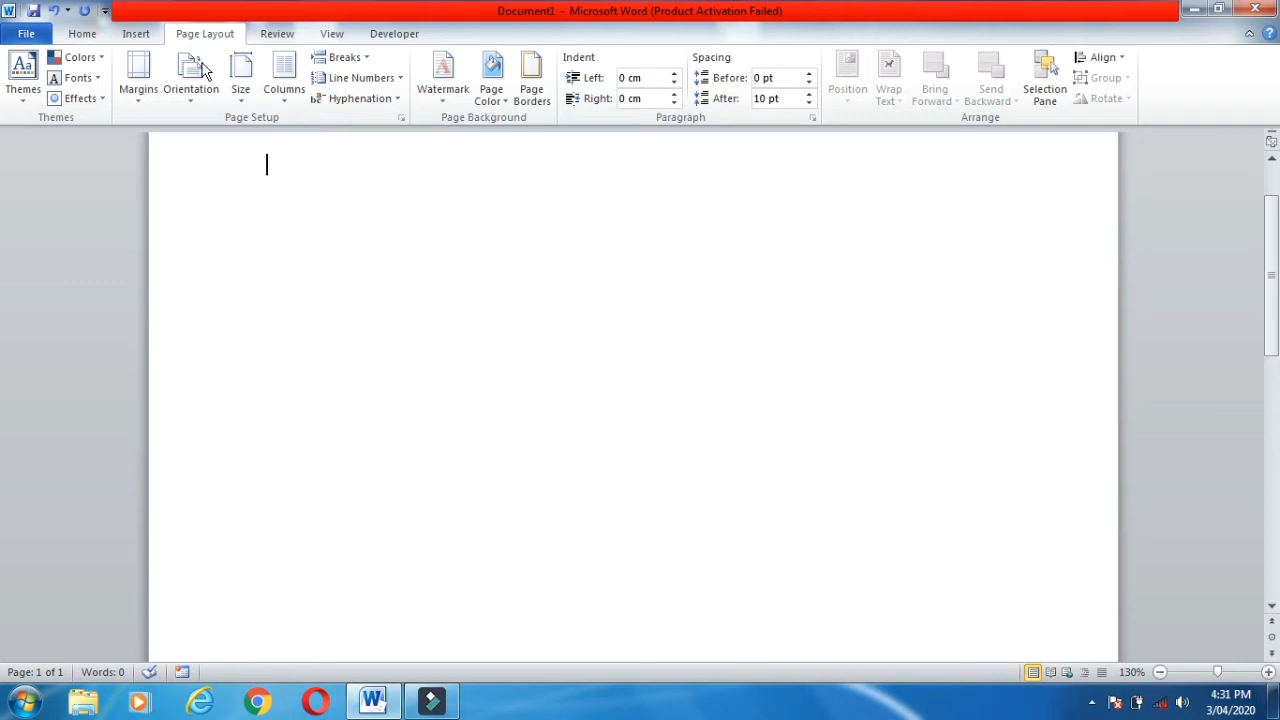 Document1 - Microsoft Word (Product Activation Failed)
File Home Insert Page Layout Review View Developer
Themes
Colors
Fonts
Effects
Themes
Margins
Orientation
Size
Columns
Breaks
Line Numbers
Hyphenation
Page Setup
Watermark
Page Color
Page Borders
Page Background
Indent
Left: 0 cm
Right: 0 cm
Spacing
Before: 0 pt
After: 10 pt
Paragraph
Position
Wrap Text
Bring Forward
Send Backward
Selection Pane
Align
Group
Rotate
Arrange
Page: 1 of 1 Words: 0 130%
4:31 PM
3/04/2020